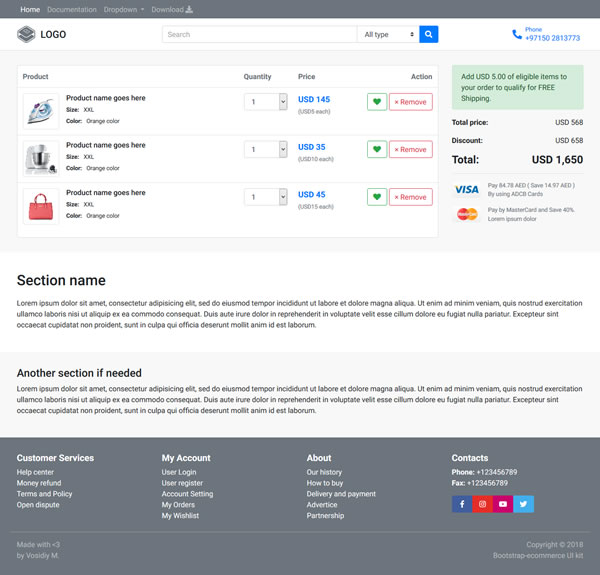 Home Documentation Dropdown Download
LOGO
Search
All type
Phone
+97150 2813773
Product Quantity Price Action
Product name goes here
Size: XXL
Color: Orange color
1
USD 145
(USD5 each)
× Remove
Product name goes here
Size: XXL
Color: Orange color
1
USD 35
(USD10 each)
× Remove
Product name goes here
Size: XXL
Color: Orange color
1
USD 45
(USD15 each)
× Remove
Add USD 5.00 of eligible items to
your order to qualify for FREE
Shipping.
Total price: USD 568
Discount: USD 658
Total: USD 1,650
VISA
Pay 84.78 AED ( Save 14.97 AED )
By using ADCB Cards
MasterCard
Pay by MasterCard and Save 40%.
Lorem ipsum dolor
Section name
Lorem ipsum dolor sit amet, consectetur adipisicing elit, sed do eiusmod tempor incididunt ut labore et dolore magna aliqua. Ut enim ad minim veniam, quis nostrud exercitation
ullamco laboris nisi ut aliquip ex ea commodo consequat. Duis aute irure dolor in reprehenderit in voluptate velit esse cillum dolore eu fugiat nulla pariatur. Excepteur sint
occaecat cupidatat non proident, sunt in culpa qui officia deserunt mollit anim id est laborum.
Another section if needed
Lorem ipsum dolor sit amet, consectetur adipisicing elit, sed do eiusmod tempor incididunt ut labore et dolore magna aliqua. Ut enim ad minim veniam, quis nostrud exercitation
ullamco laboris nisi ut aliquip ex ea commodo consequat. Duis aute irure dolor in reprehenderit in voluptate velit esse cillum dolore eu fugiat nulla pariatur. Excepteur sint
occaecat cupidatat non proident, sunt in culpa qui officia deserunt mollit anim id est laborum.
Customer Services
Help center
Money refund
Terms and Policy
Open dispute
My Account
User Login
User register
Account Setting
My Orders
My Wishlist
About
Our history
How to buy
Delivery and payment
Advertice
Partnership
Contacts
Phone: +123456789
Fax: +123456789
Made with <3
by Vosidiy M.
Copyright © 2018
Bootstrap-ecommerce UI kit